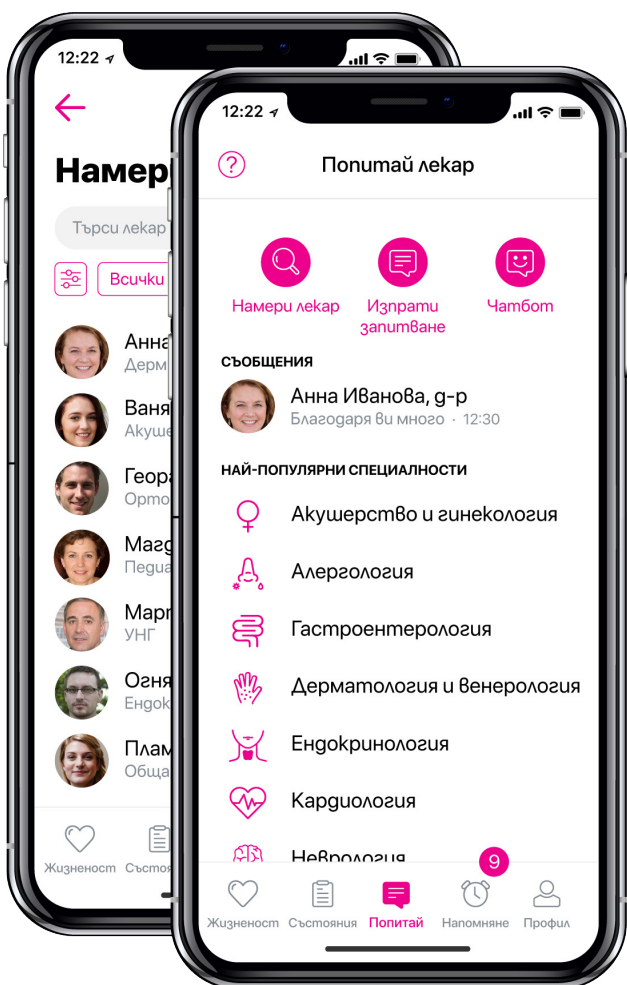 12:22
Намер
Търси лекар
Всички
Анна
Дерм
Ваня
Акуше
Георг
Орто
Магд
Педиа
Март
УНГ
Огня
Ендок
Плам
Обща
Жизненост Състоя
12:22
Попитай лекар
Намери лекар
Изпрати
запитване
Чатбот
СЪОБЩЕНИЯ
Анна Иванова, д-р
Благодаря ви много · 12:30
НАЙ-ПОПУЛЯРНИ СПЕЦИАЛНОСТИ
Акушерство и гинекология
Алергология
Гастроентерология
Дерматология и венерология
Ендокринология
Кардиология
Неврология
9
Жизненост Състояния Попитай Напомняне Профил